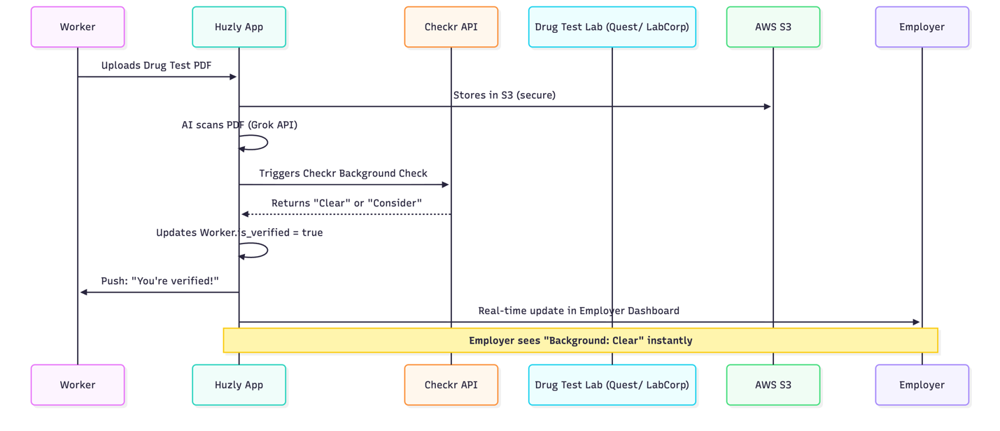 Worker
Huzly App
Checkr API
Drug Test Lab (Quest/ LabCorp)
AWS S3
Employer
Uploads Drug Test PDF
Stores in S3 (secure)
AI scans PDF (Grok API)
Triggers Checkr Background Check
Returns "Clear" or "Consider"
Updates Worker.is_verified = true
Push: "You're verified!"
Real-time update in Employer Dashboard
Employer sees "Background: Clear" instantly
Worker
Huzly App
Checkr API
Drug Test Lab (Quest/ LabCorp)
AWS S3
Employer